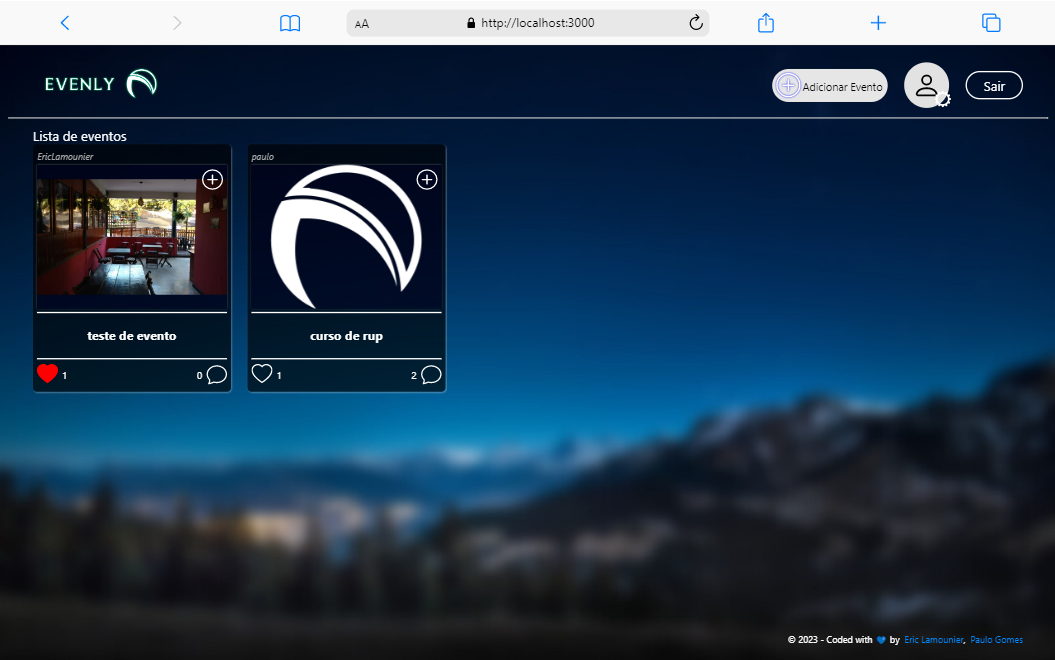 AA http://localhost:3000
EVENLY
Adicionar Evento
Sair
Lista de eventos
EricLamounier
paulo
teste de evento
curso de rup
1 0
1 2
© 2023 - Coded with 💙 by Eric Lamounier, Paulo Gomes